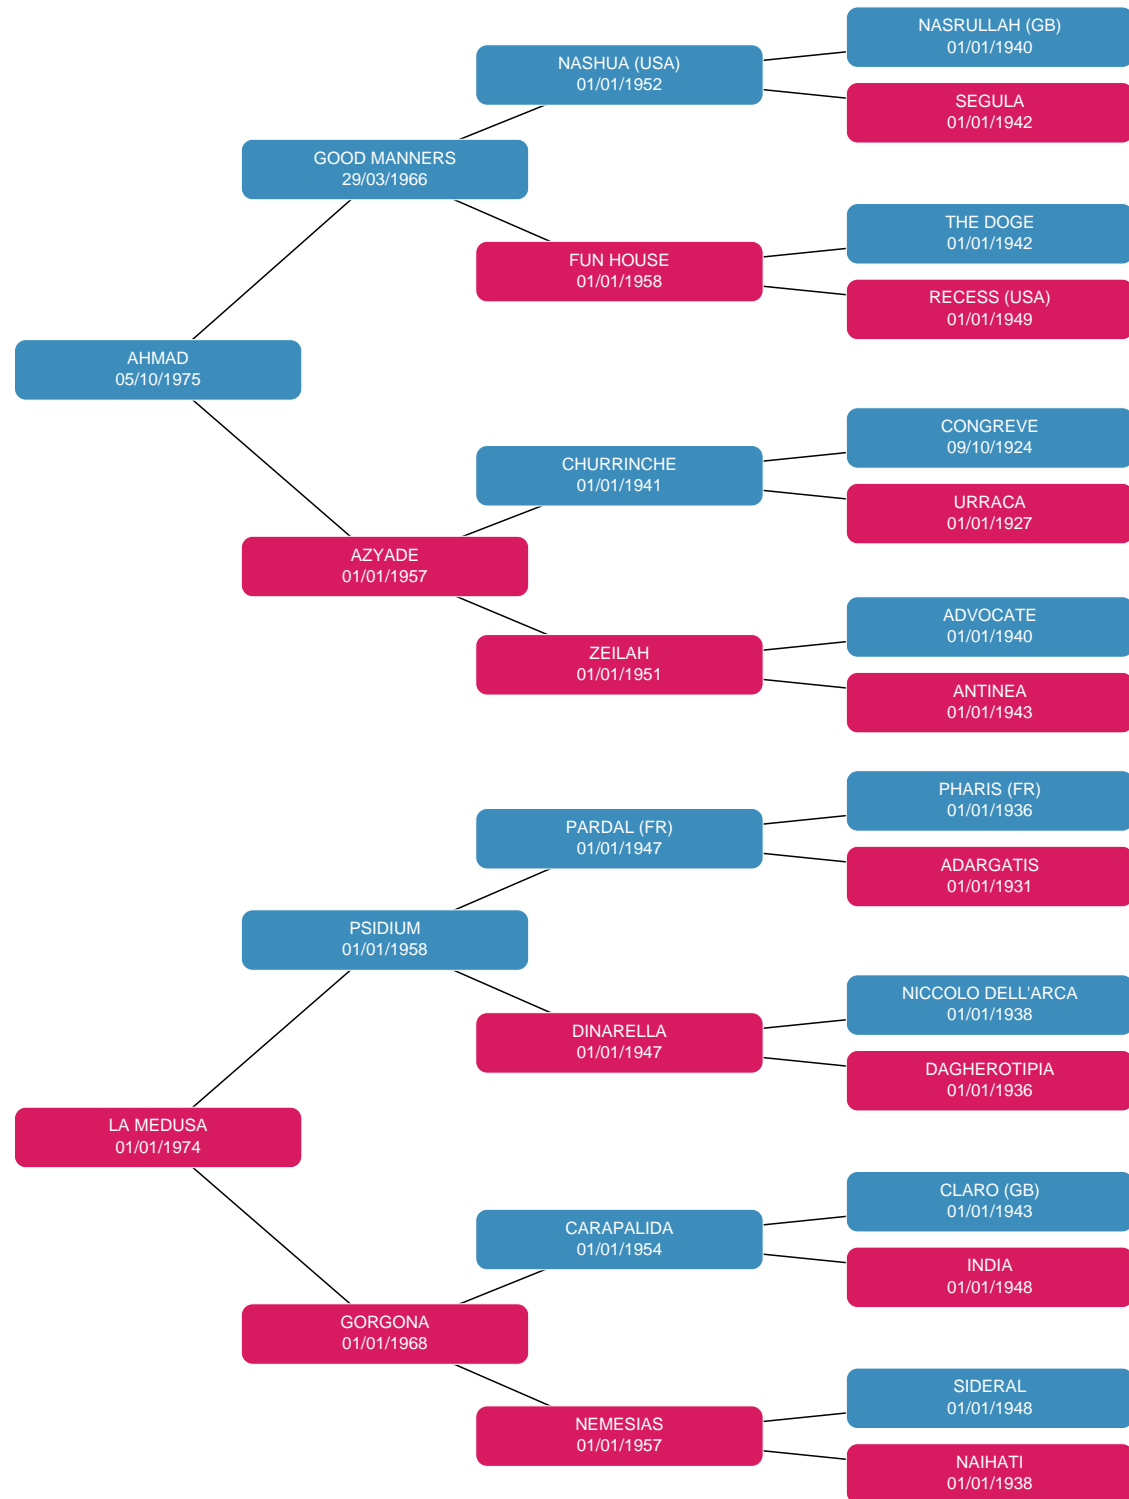 NASRULLAH (GB)
01/01/1940
NASHUA (USA)
01/01/1952
SEGULA
01/01/1942
GOOD MANNERS
29/03/1966
THE DOGE
01/01/1942
FUN HOUSE
01/01/1958
RECESS (USA)
01/01/1949
AHMAD
05/10/1975
CONGREVE
09/10/1924
CHURRINCHE
01/01/1941
URRACA
01/01/1927
AZYADE
01/01/1957
ADVOCATE
01/01/1940
ZEILAH
01/01/1951
ANTINEA
01/01/1943
PHARIS (FR)
01/01/1936
PARDAL (FR)
01/01/1947
ADARGATIS
01/01/1931
PSIDIUM
01/01/1958
NICCOLO DELL'ARCA
01/01/1938
DINARELLA
01/01/1947
DAGHEROTIPIA
01/01/1936
LA MEDUSA
01/01/1974
CLARO (GB)
01/01/1943
CARAPALIDA
01/01/1954
INDIA
01/01/1948
GORGONA
01/01/1968
SIDERAL
01/01/1948
NEMESIAS
01/01/1957
NAIHATI
01/01/1938